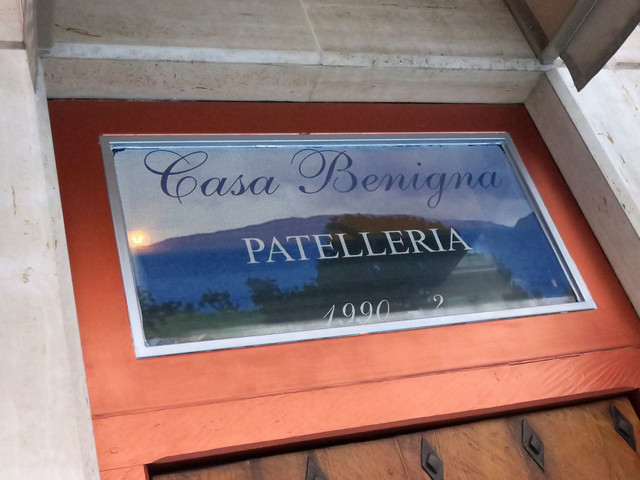 Casa Benigna
PATELLERIA
1990 - ?